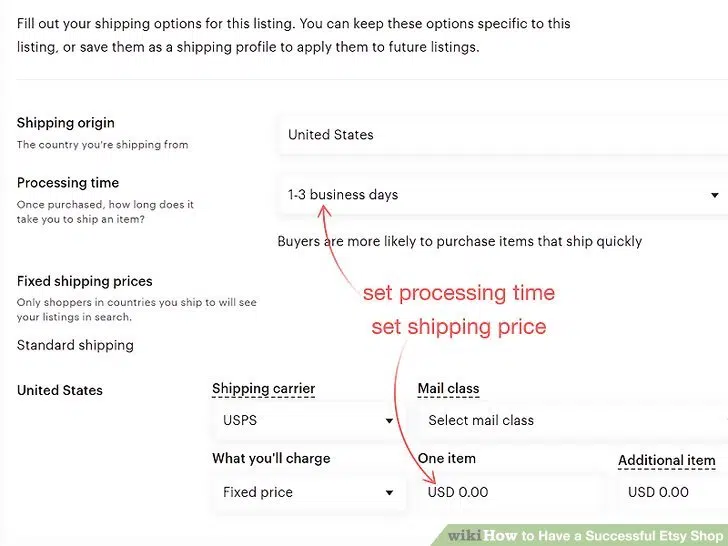 Fill out your shipping options for this listing. You can keep these options specific to this
listing, or save them as a shipping profile to apply them to future listings.
Shipping origin
The country you're shipping from
United States
Processing time
Once purchased, how long does it
take you to ship an item?
1-3 business days
Buyers are more likely to purchase items that ship quickly
Fixed shipping prices
Only shoppers in countries you ship to will see
your listings in search.
set processing time
set shipping price
Standard shipping
United States
Shipping carrier
Mail class
USPS
Select mail class
What you'll charge
One item
Additional item
Fixed price
USD 0.00
USD 0.00
wikiHow to Have a Successful Etsy Shop